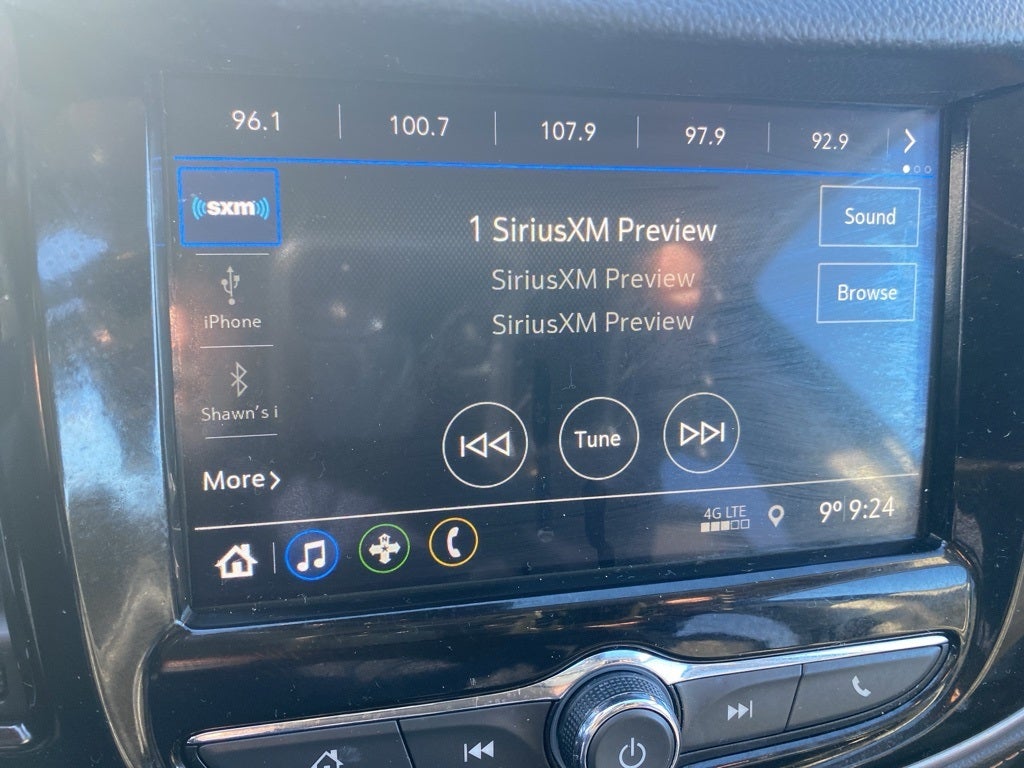 96.1 100.7 107.9 97.9 92.9
sxm
1 SiriusXM Preview
SiriusXM Preview
SiriusXM Preview
Sound
Browse
iPhone
Shawn's i
More
Tune
4G LTE
9° 9:24